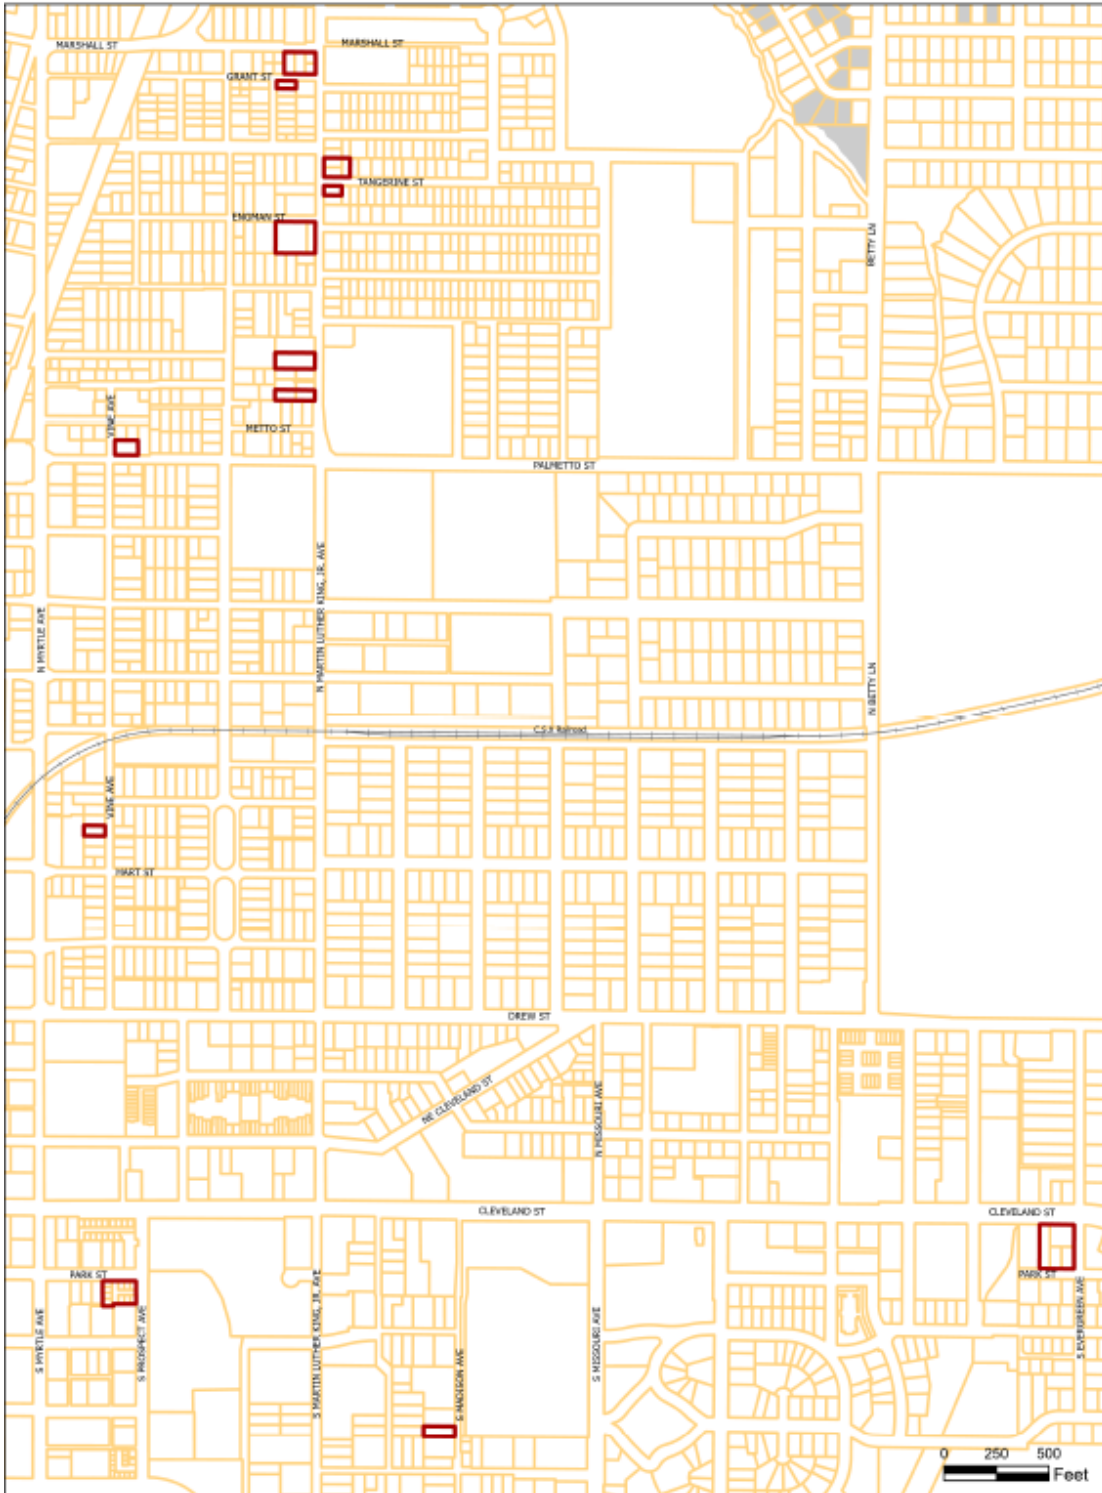 MARSHALL ST
MARSHALL ST
GRANT ST
TANGERINE ST
ENGMAN ST
BETTY LN
VINE AVE
METTO ST
PALMETTO ST
N MARTIN LUTHER KING, JR. AVE
N MYRTLE AVE
N BETTY LN
C.S.X Railroad
VINE AVE
HART ST
DREW ST
NE CLEVELAND ST
N MISSOURI AVE
CLEVELAND ST
CLEVELAND ST
PARK ST
PARK ST
S MYRTLE AVE
S PROSPECT AVE
S MARTIN LUTHER KING, JR. AVE
S MADISON AVE
S MISSOURI AVE
S EVERGREEN AVE
0 250 500
Feet